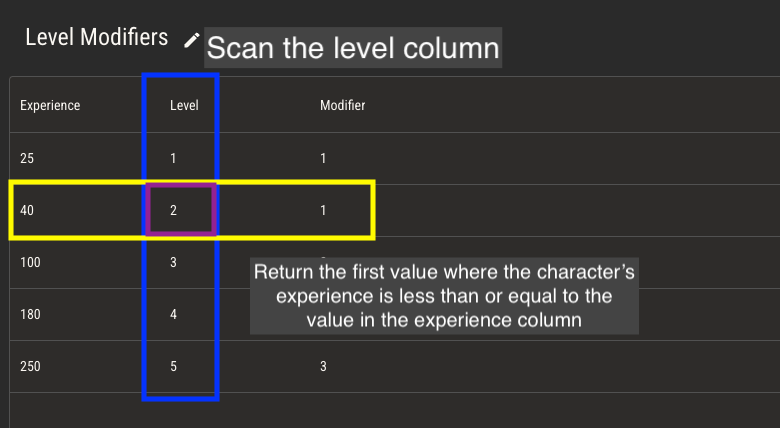 Level Modifiers
Scan the level column
Experience Level Modifier
25 1 1
40 2 1
100 3
180 4
250 5 3
Return the first value where the character's
experience is less than or equal to the
value in the experience column